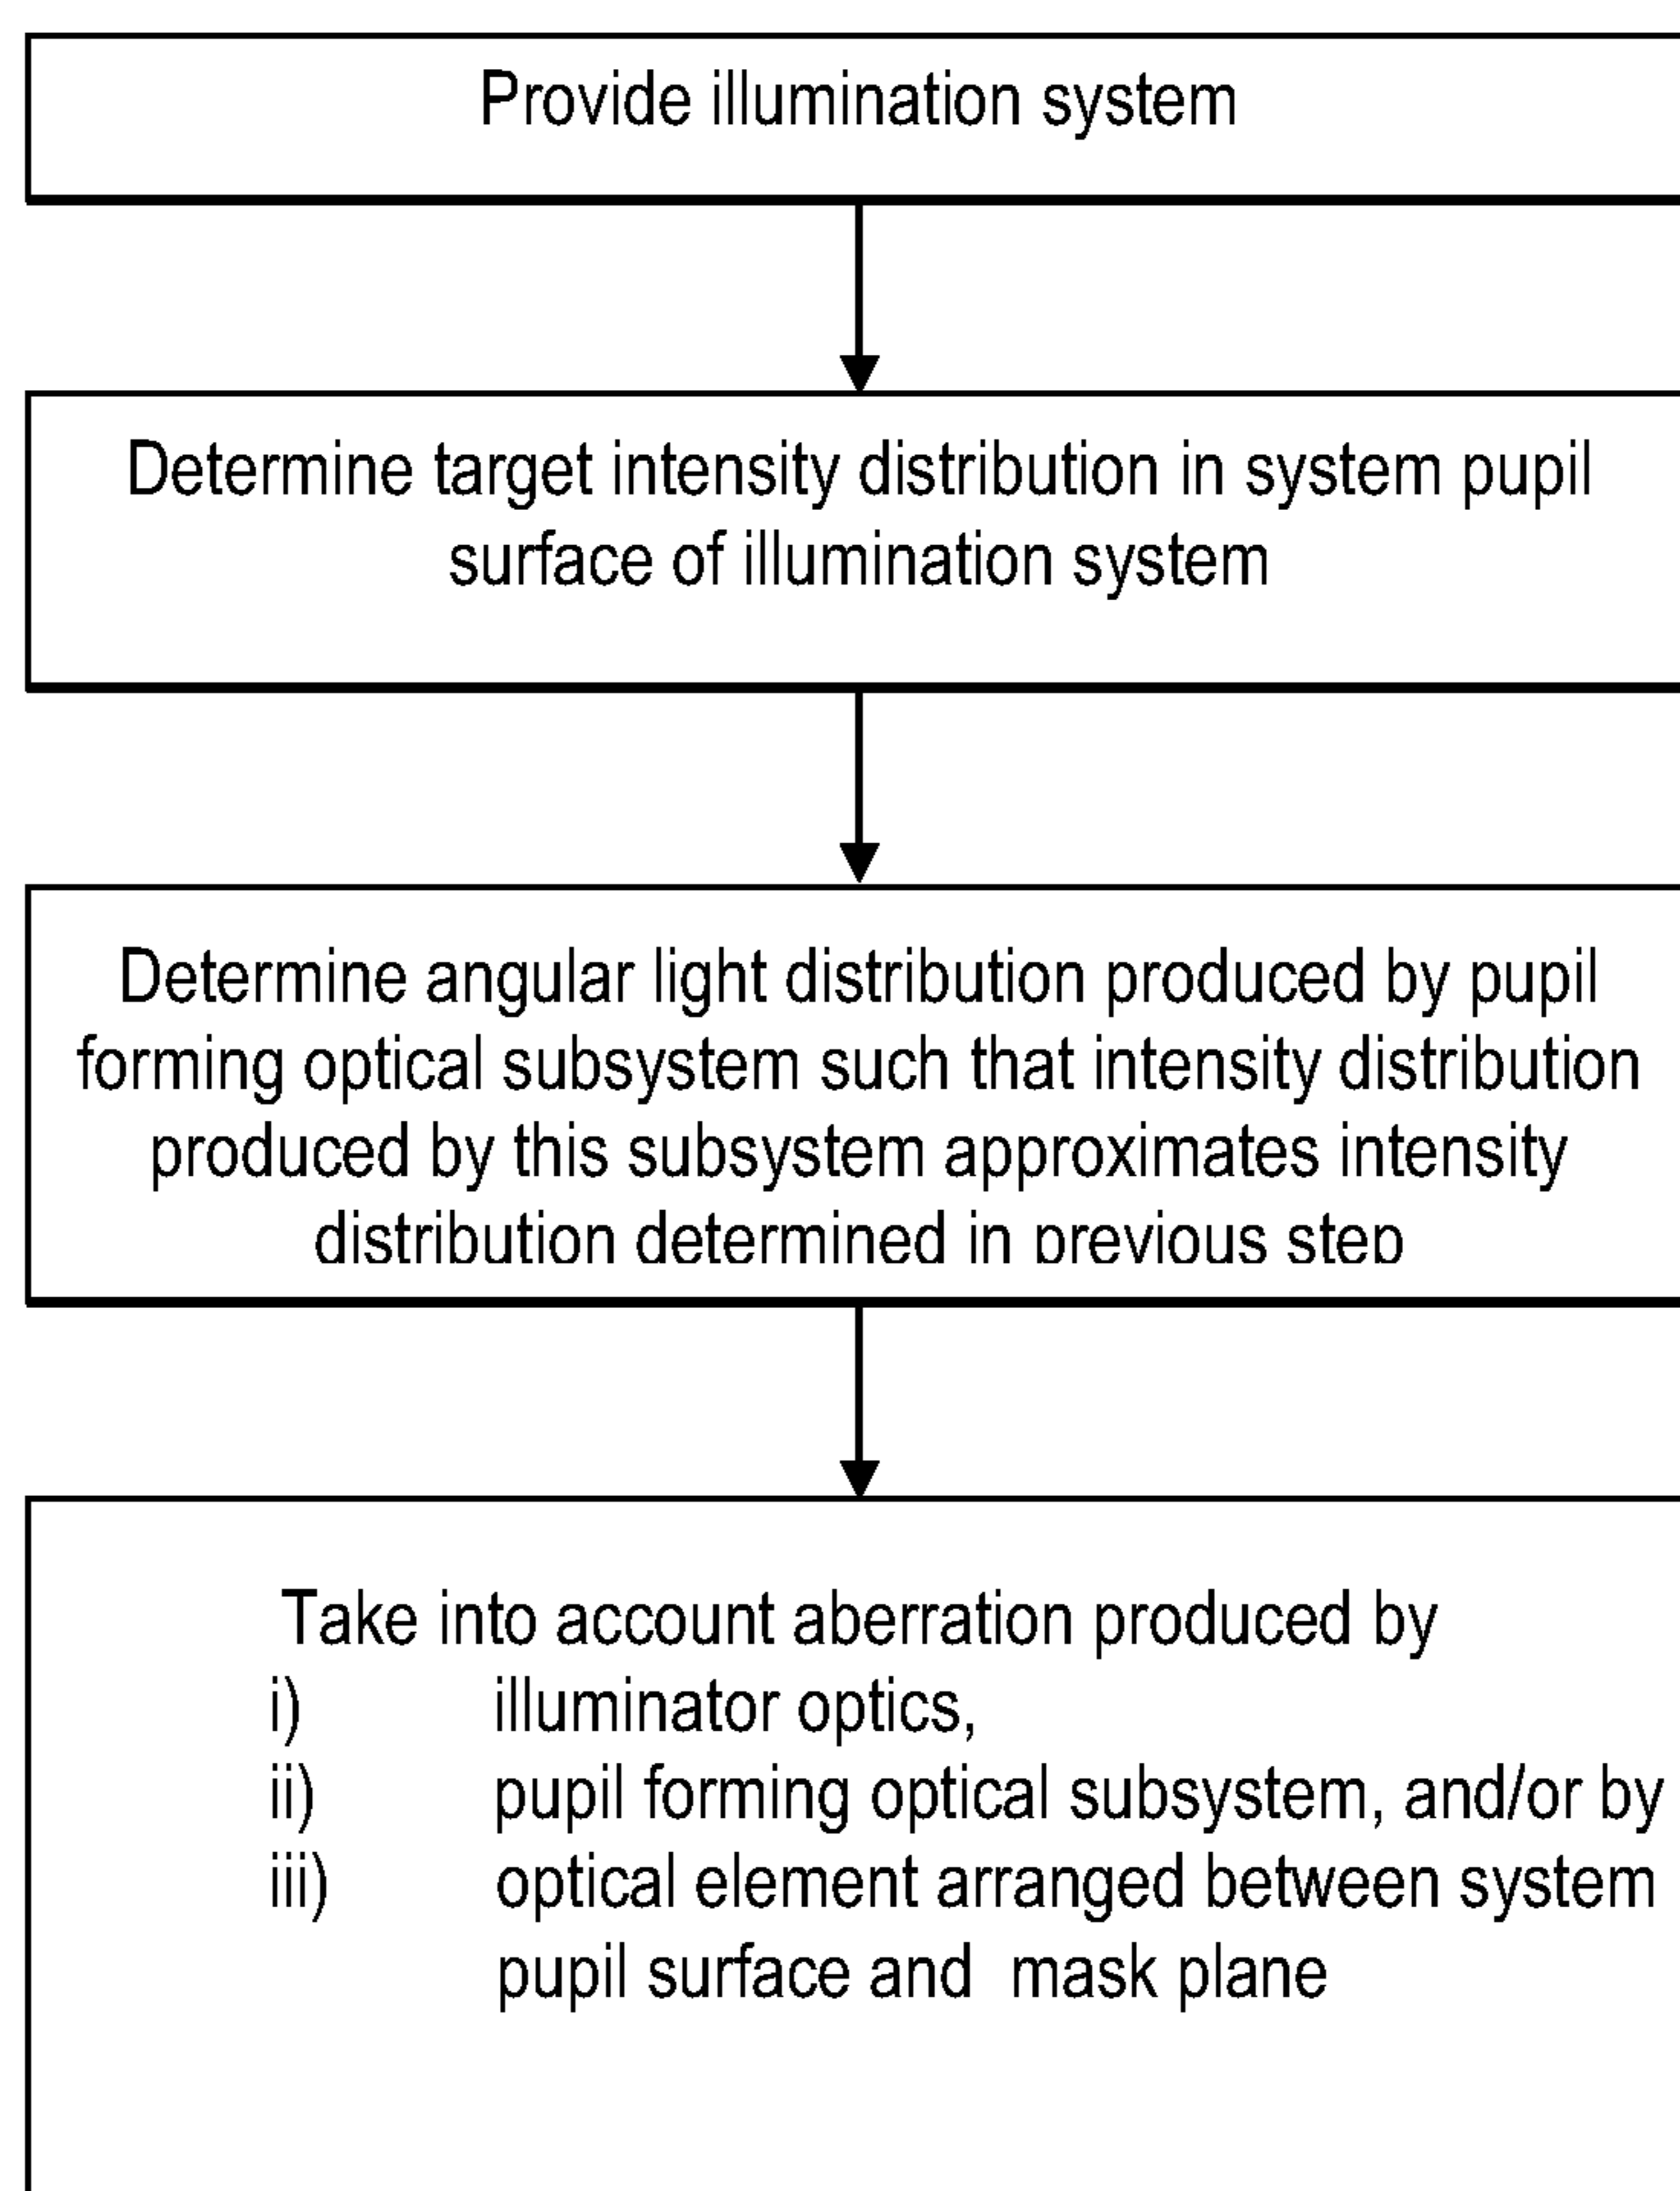 Provide illumination system
Determine target intensity distribution in system pupil
surface of illumination system
Determine angular light distribution produced by pupil
forming optical subsystem such that intensity distribution
produced by this subsystem approximates intensity
distribution determined in previous step
Take into account aberration produced by
i) illuminator optics,
ii) pupil forming optical subsystem, and/or by
iii) optical element arranged between system
pupil surface and mask plane